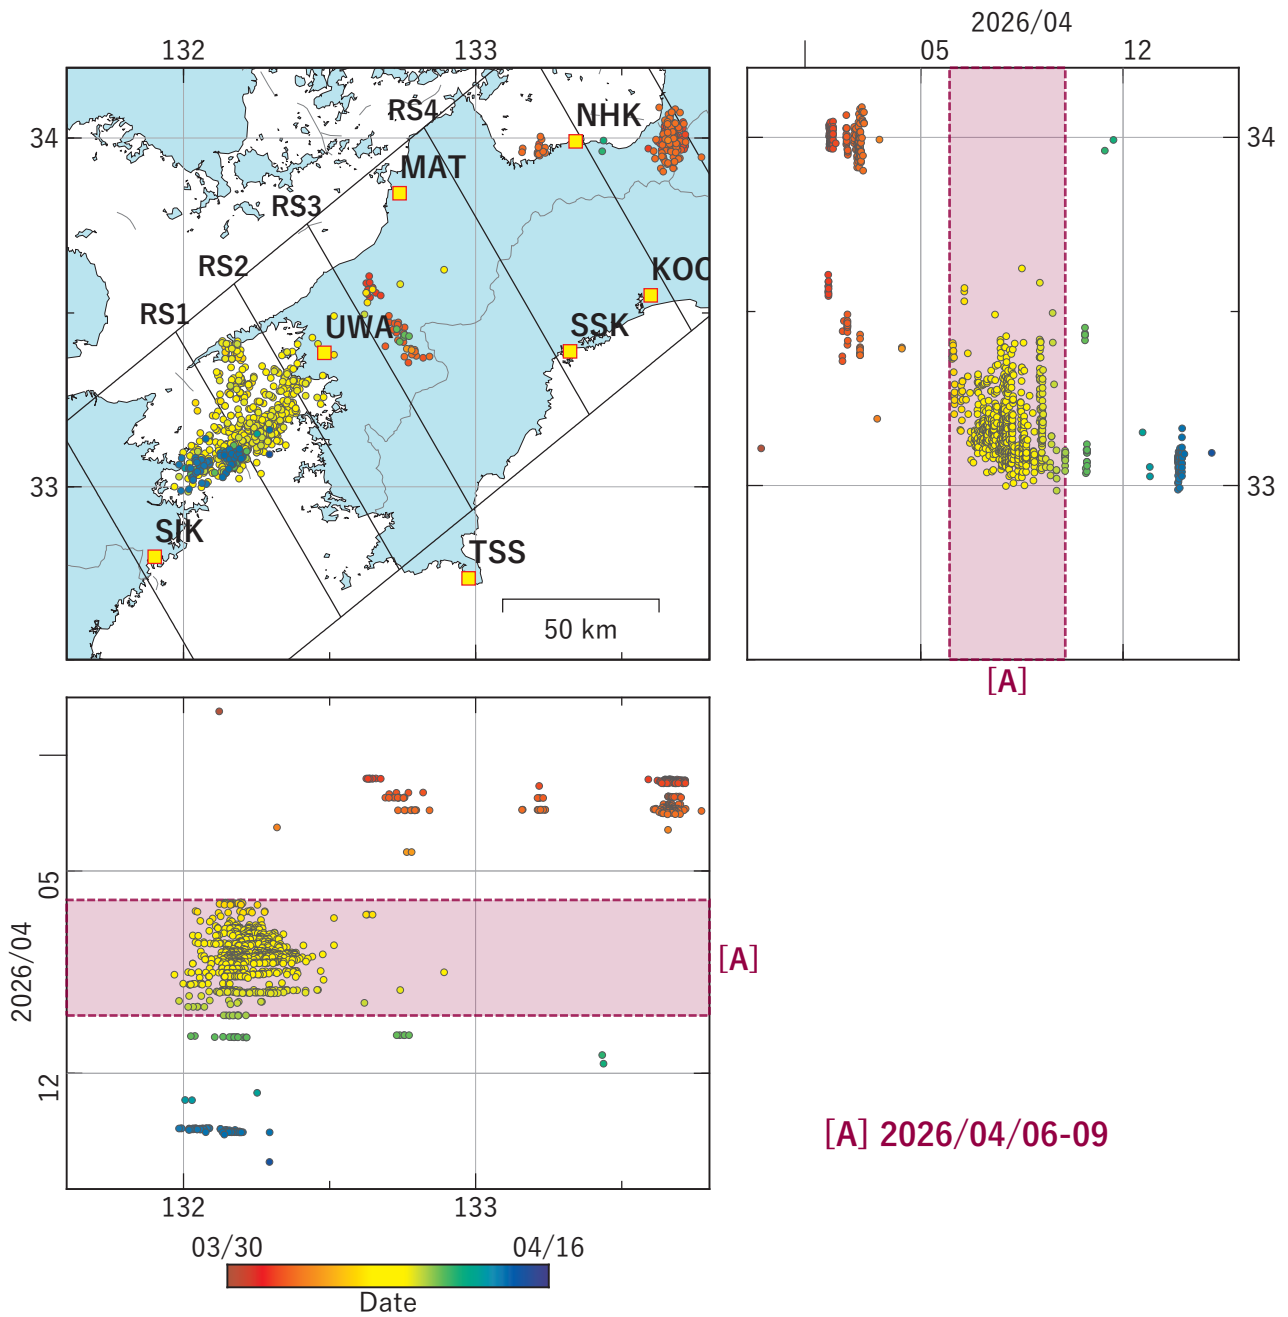 2026/04
132 133
05 12
RS4
NHK
34
34
MAT
RS3
RS2
KOC
RS1
UWA
SSK
33
33
SIK
TSS
50 km
[A]
05
2026/04
[A]
12
[A] 2026/04/06-09
132 133
03/30 04/16
Date